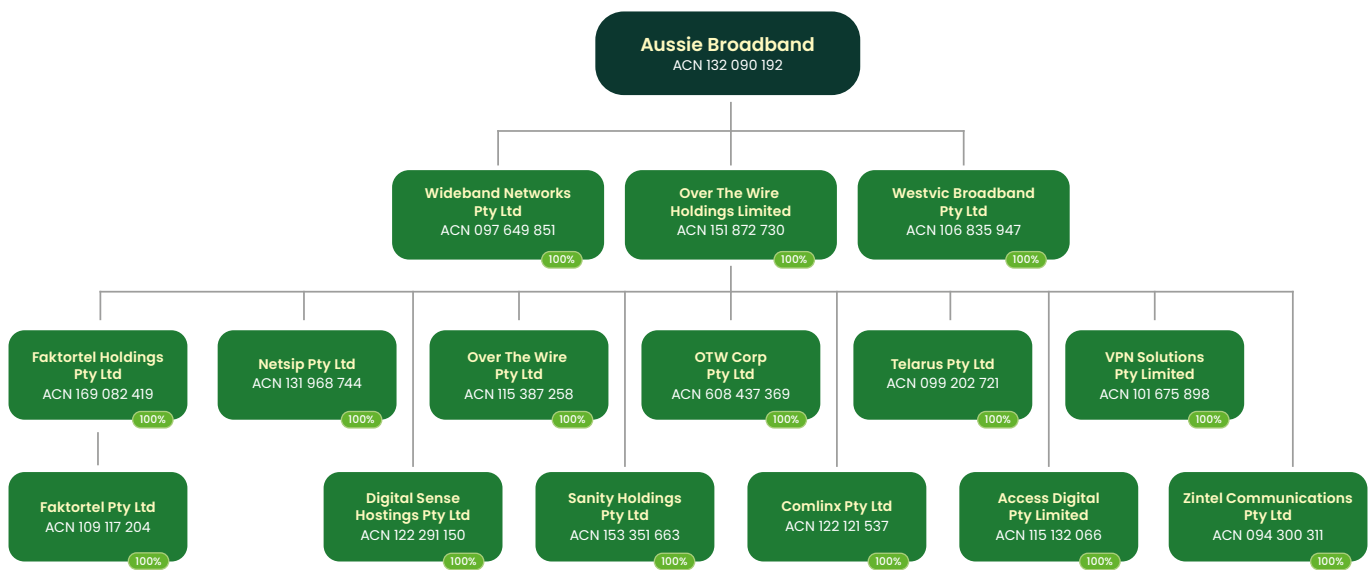 Aussie Broadband
ACN 132 090 192
Wideband Networks
Pty Ltd
ACN 097 649 851
100%
Over The Wire
Holdings Limited
ACN 151 872 730
100%
Westvic Broadband
Pty Ltd
ACN 106 835 947
100%
Faktortel Holdings
Pty Ltd
ACN 169 082 419
100%
Netsip Pty Ltd
ACN 131 968 744
100%
Over The Wire
Pty Ltd
ACN 115 387 258
100%
OTW Corp
Pty Ltd
ACN 608 437 369
100%
Telarus Pty Ltd
ACN 099 202 721
100%
VPN Solutions
Pty Limited
ACN 101 675 898
100%
Faktortel Pty Ltd
ACN 109 117 204
100%
Digital Sense
Hostings Pty Ltd
ACN 122 291 150
100%
Sanity Holdings
Pty Ltd
ACN 153 351 663
100%
Comlinx Pty Ltd
ACN 122 121 537
100%
Access Digital
Pty Limited
ACN 115 132 066
100%
Zintel Communications
Pty Ltd
ACN 094 300 311
100%